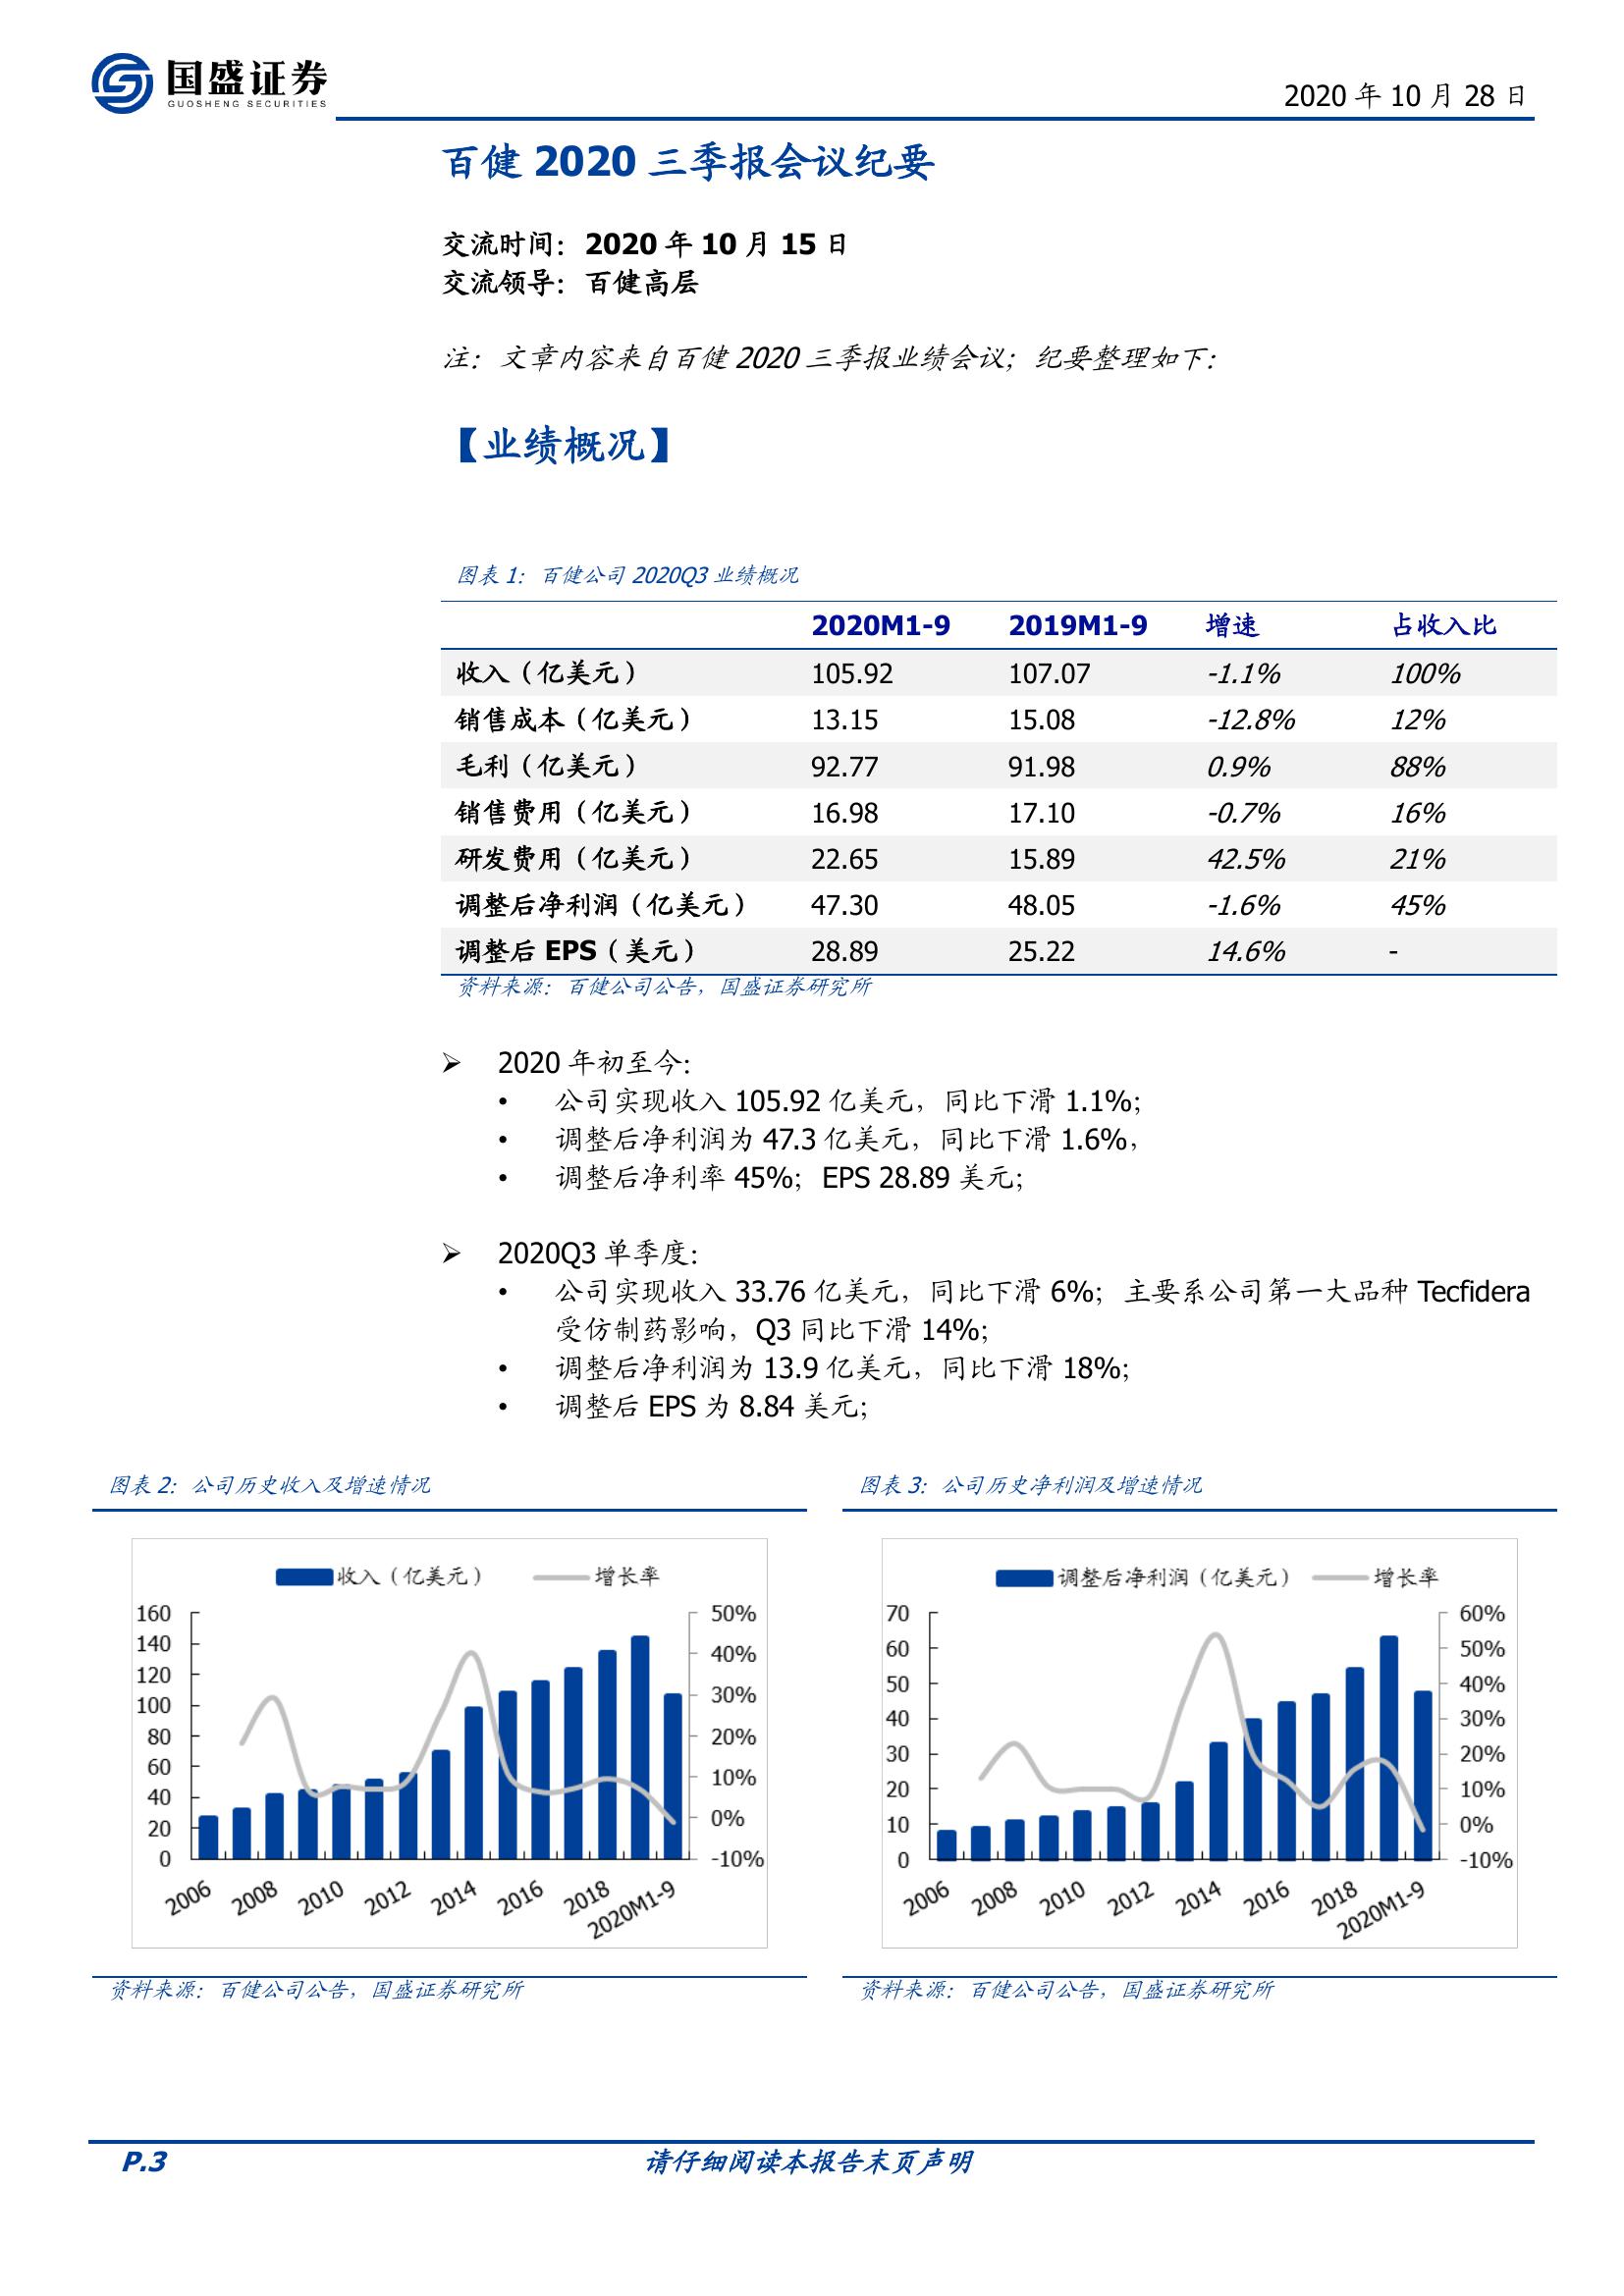 国盛证券
GUOSHENG SECURITIES
2020 年 10 月 28 日
百健 2020 三季报会议纪要
交流时间：2020 年 10 月 15 日
交流领导：百健高层
注：文章内容来自百健 2020 三季报业绩会议；纪要整理如下：
【业绩概况】
图表 1：百健公司 2020Q3 业绩概况
2020M1-9 2019M1-9 增速 占收入比
收入（亿美元） 105.92 107.07 -1.1% 100%
销售成本（亿美元） 13.15 15.08 -12.8% 12%
毛利（亿美元） 92.77 91.98 0.9% 88%
销售费用（亿美元） 16.98 17.10 -0.7% 16%
研发费用（亿美元） 22.65 15.89 42.5% 21%
调整后净利润（亿美元） 47.30 48.05 -1.6% 45%
调整后 EPS（美元） 28.89 25.22 14.6% -
资料来源：百健公司公告，国盛证券研究所
➢ 2020 年初至今：
• 公司实现收入 105.92 亿美元，同比下滑 1.1%；
• 调整后净利润为 47.3 亿美元，同比下滑 1.6%，
• 调整后净利率 45%；EPS 28.89 美元；
➢ 2020Q3 单季度：
• 公司实现收入 33.76 亿美元，同比下滑 6%；主要系公司第一大品种 Tecfidera
受仿制药影响，Q3 同比下滑 14%；
• 调整后净利润为 13.9 亿美元，同比下滑 18%；
• 调整后 EPS 为 8.84 美元；
图表 2：公司历史收入及增速情况
收入（亿美元） 增长率
160
140
120
100
80
60
40
20
0
50%
40%
30%
20%
10%
0%
-10%
2006 2008 2010 2012 2014 2016 2018 2020M1-9
资料来源：百健公司公告，国盛证券研究所
图表 3：公司历史净利润及增速情况
调整后净利润（亿美元） 增长率
70
60
50
40
30
20
10
0
60%
50%
40%
30%
20%
10%
0%
-10%
2006 2008 2010 2012 2014 2016 2018 2020M1-9
资料来源：百健公司公告，国盛证券研究所
P.3 请仔细阅读本报告末页声明